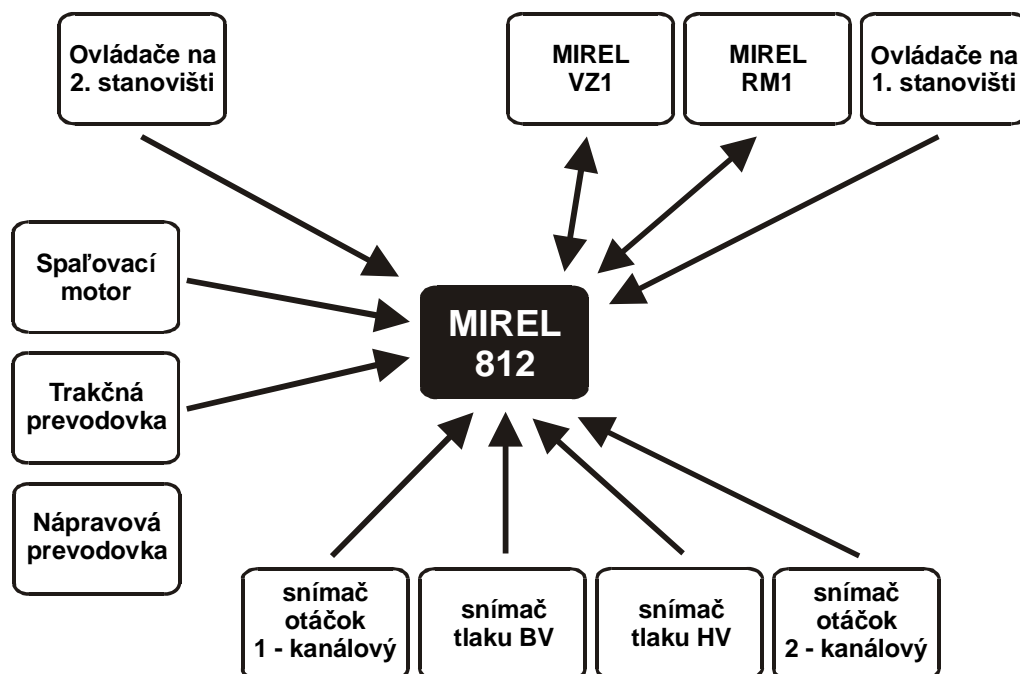 Ovládače na
2. stanovišti
MIREL
VZ1
MIREL
RM1
Ovládače na
1. stanovišti
Spaľovací
motor
MIREL
812
Trakčná
prevodovka
Nápravová
prevodovka
snímač
otáčok
1 - kanálový
snímač
tlaku BV
snímač
tlaku HV
snímač
otáčok
2 - kanálový